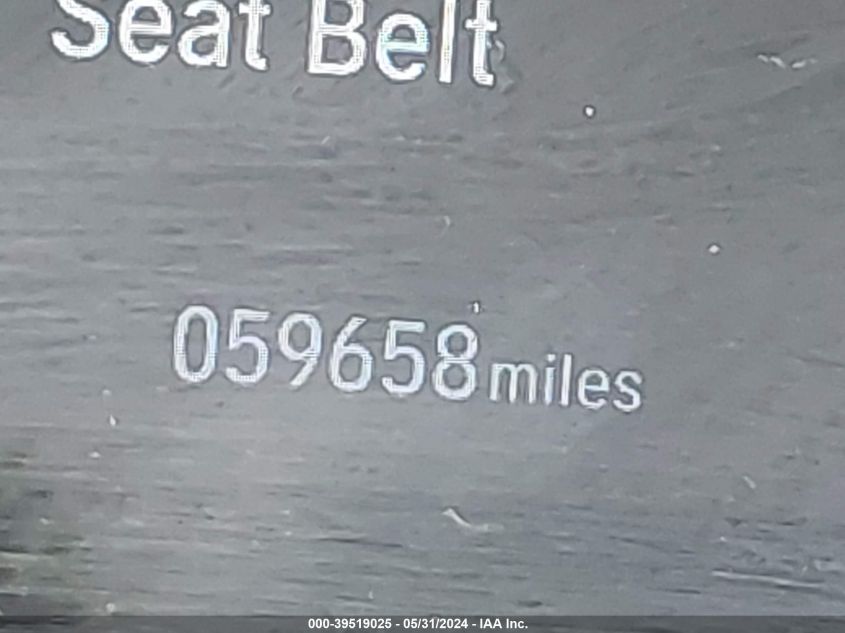 Seat Belt
059658 miles
000-39519025 - 05/31/2024 - IAA Inc.